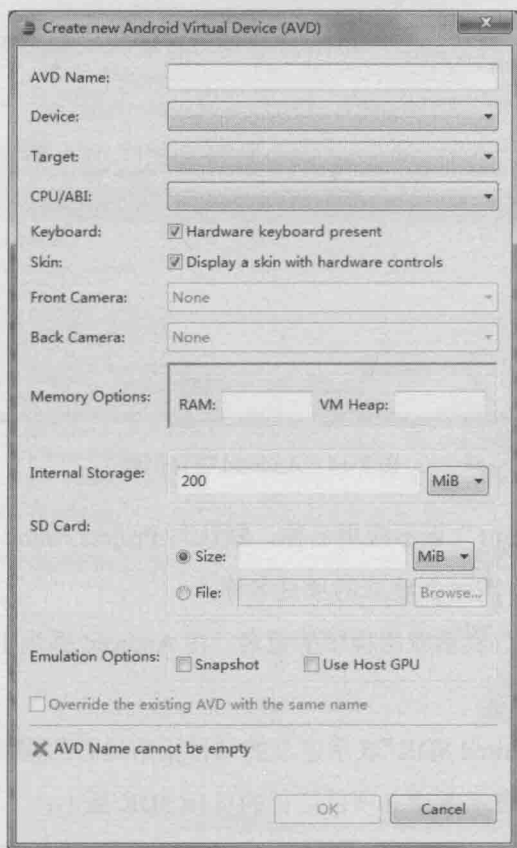 Create new Android Virtual Device (AVD)
AVD Name:
Device:
Target:
CPU/ABI:
Keyboard: Hardware keyboard present
Skin: Display a skin with hardware controls
Front Camera: None
Back Camera: None
Memory Options: RAM: VM Heap:
Internal Storage: 200 MiB
SD Card:
Size: MiB
File: Browse...
Emulation Options: Snapshot Use Host GPU
Override the existing AVD with the same name
AVD Name cannot be empty
OK Cancel